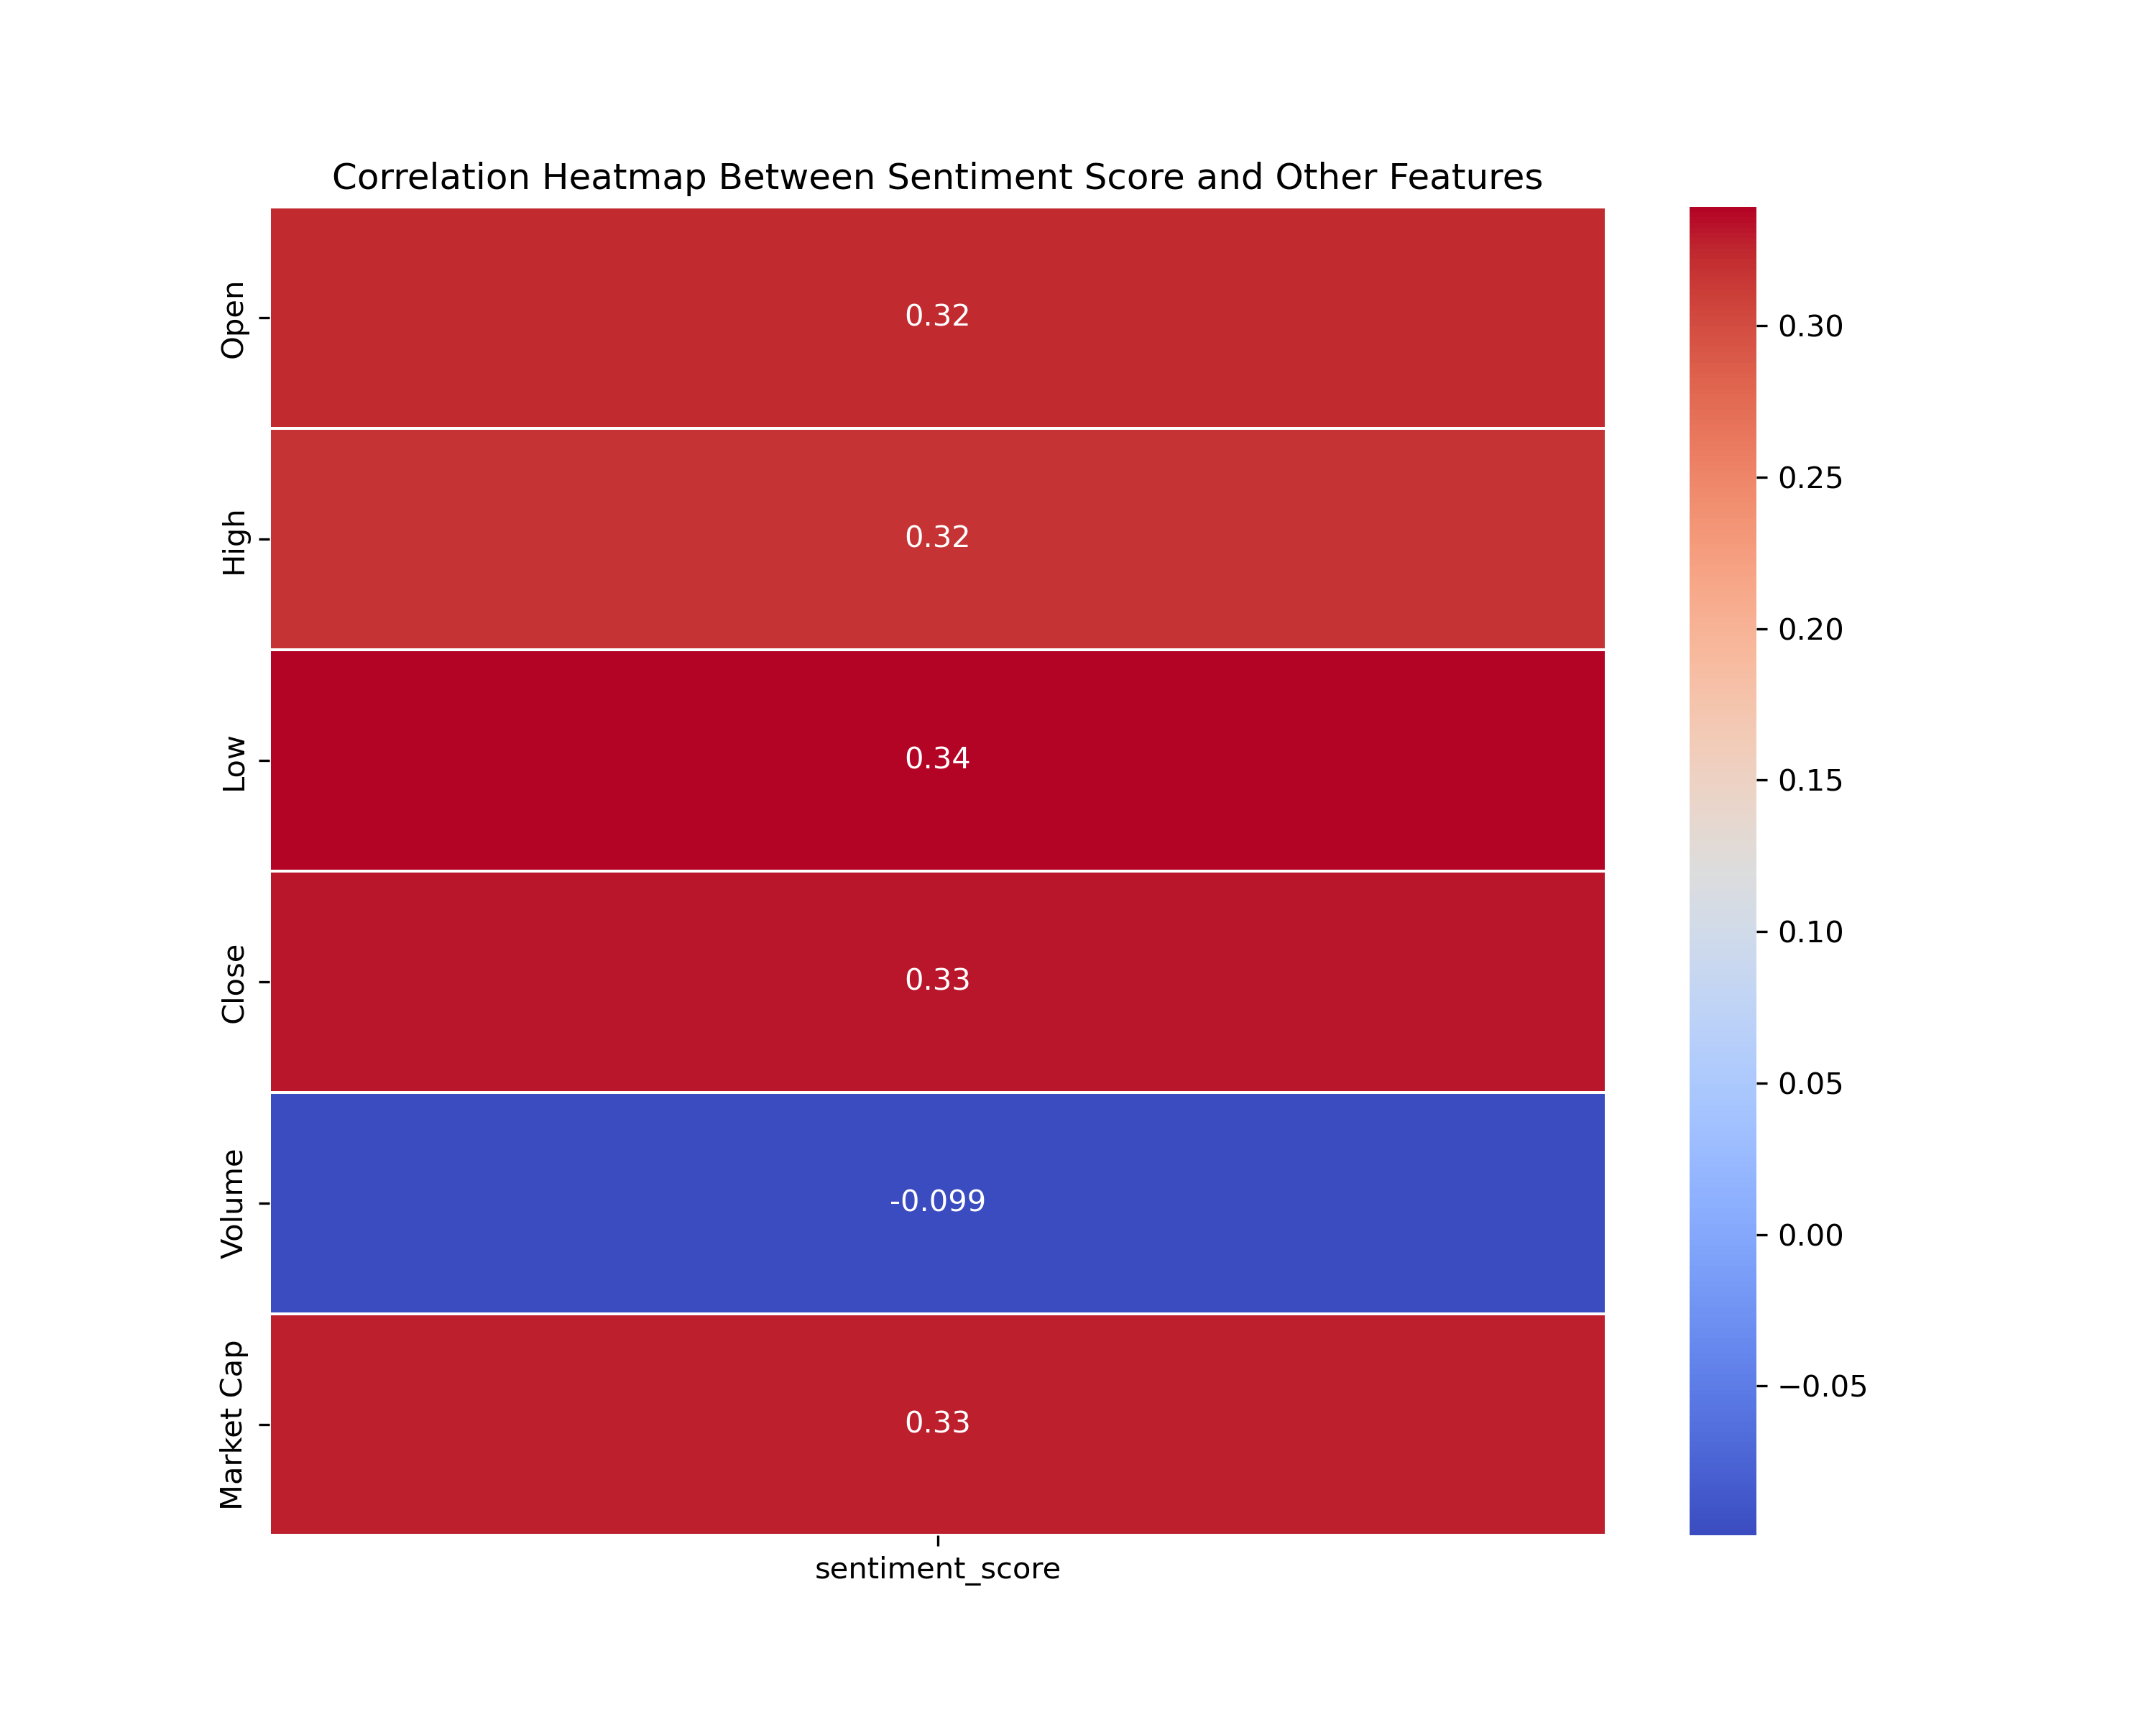 Correlation Heatmap Between Sentiment Score and Other Features
Open
0.32
High
0.32
Low
0.34
Close
0.33
Volume
-0.099
Market Cap
0.33
sentiment_score
0.30
0.25
0.20
0.15
0.10
0.05
0.00
−0.05